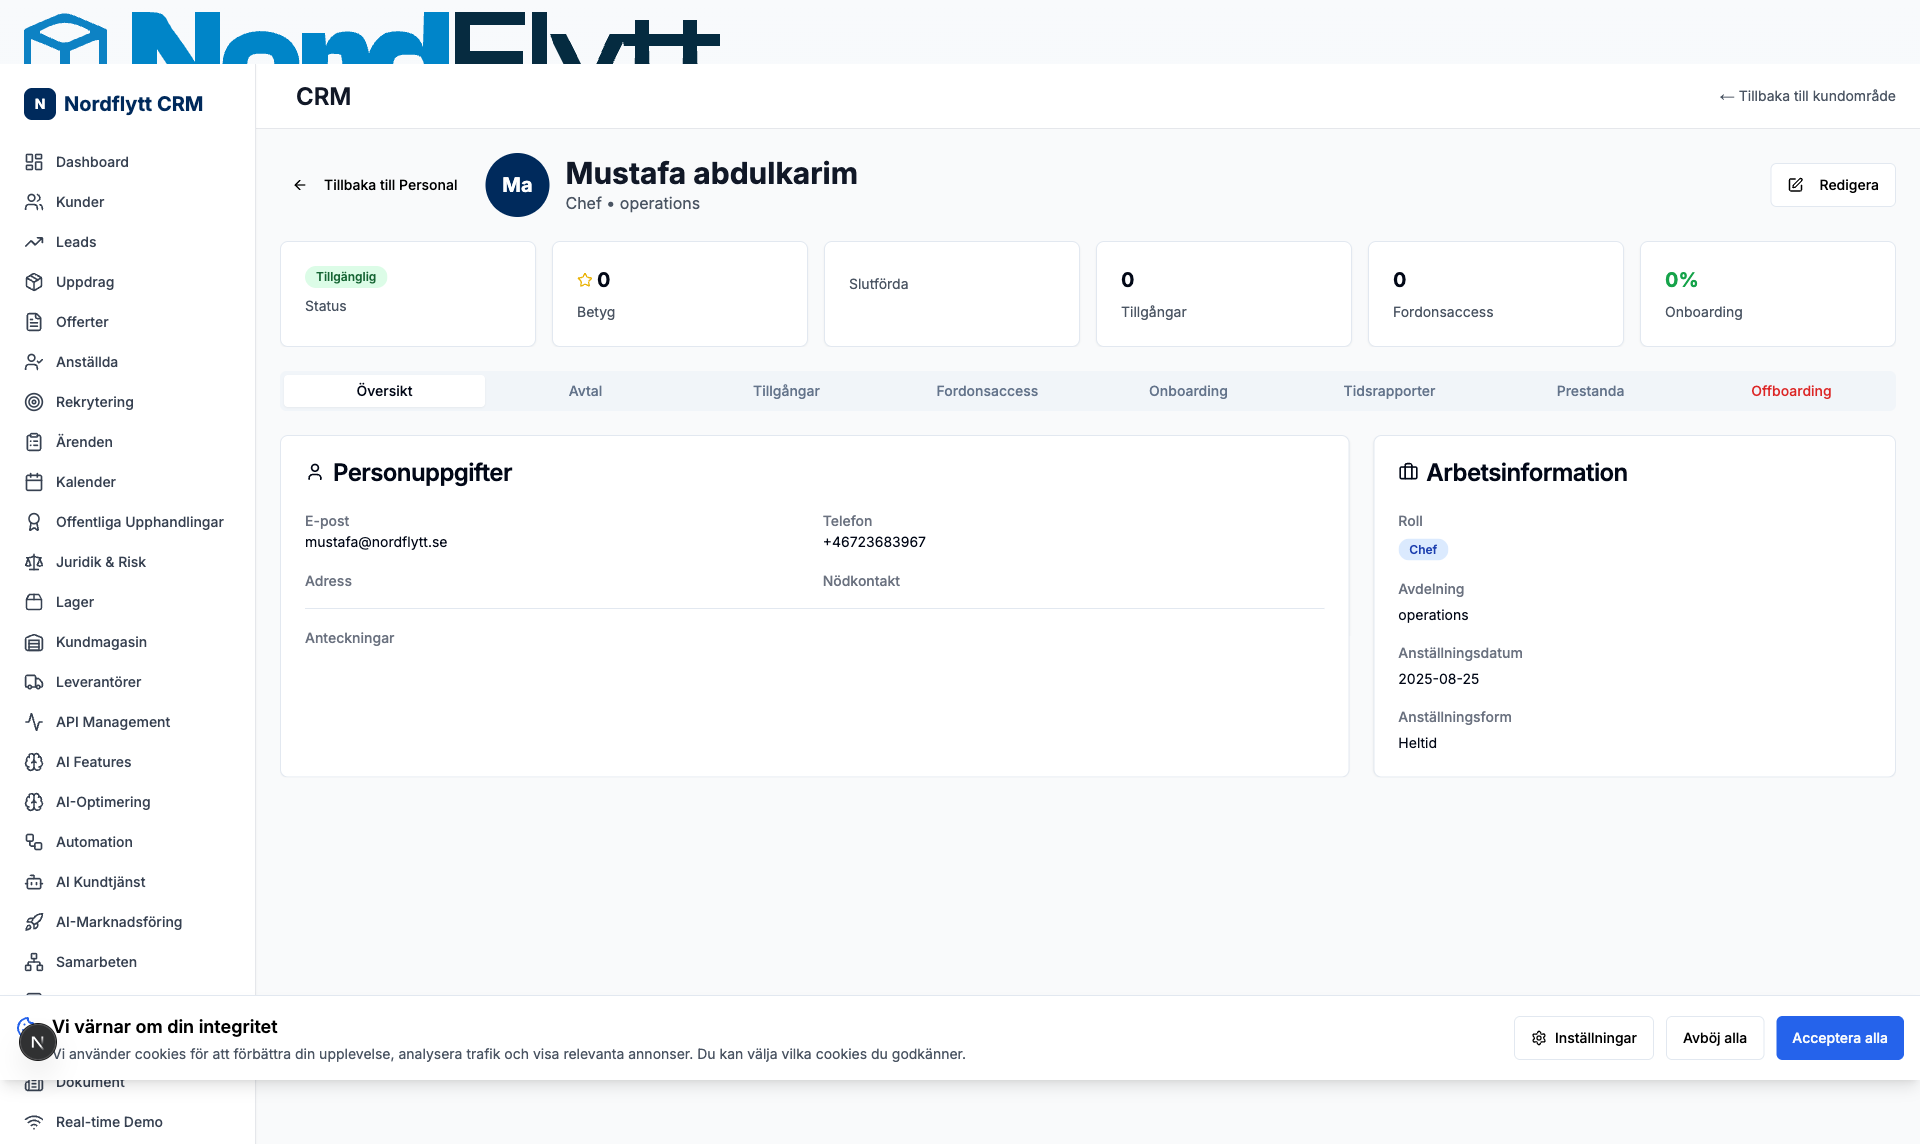 NordFlytt
N Nordflytt CRM
CRM
← Tillbaka till kundområde
Dashboard
Kunder
Leads
Uppdrag
Offerter
Anställda
Rekrytering
Ärenden
Kalender
Offentliga Upphandlingar
Juridik & Risk
Lager
Kundmagasin
Leverantörer
API Management
AI Features
AI-Optimering
Automation
AI Kundtjänst
AI-Marknadsföring
Samarbeten
Dokument
Real-time Demo
Tillbaka till Personal
Ma
Mustafa abdulkarim
Chef • operations
Redigera
Tillgänglig
Status
0
Betyg
Slutförda
0
Tillgångar
0
Fordonsaccess
0%
Onboarding
Översikt
Avtal
Tillgångar
Fordonsaccess
Onboarding
Tidsrapporter
Prestanda
Offboarding
Personuppgifter
E-post
mustafa@nordflytt.se
Telefon
+46723683967
Adress
Nödkontakt
Anteckningar
Arbetsinformation
Roll
Chef
Avdelning
operations
Anställningsdatum
2025-08-25
Anställningsform
Heltid
N
Vi värnar om din integritet
Vi använder cookies för att förbättra din upplevelse, analysera trafik och visa relevanta annonser. Du kan välja vilka cookies du godkänner.
Inställningar
Avböj alla
Acceptera alla